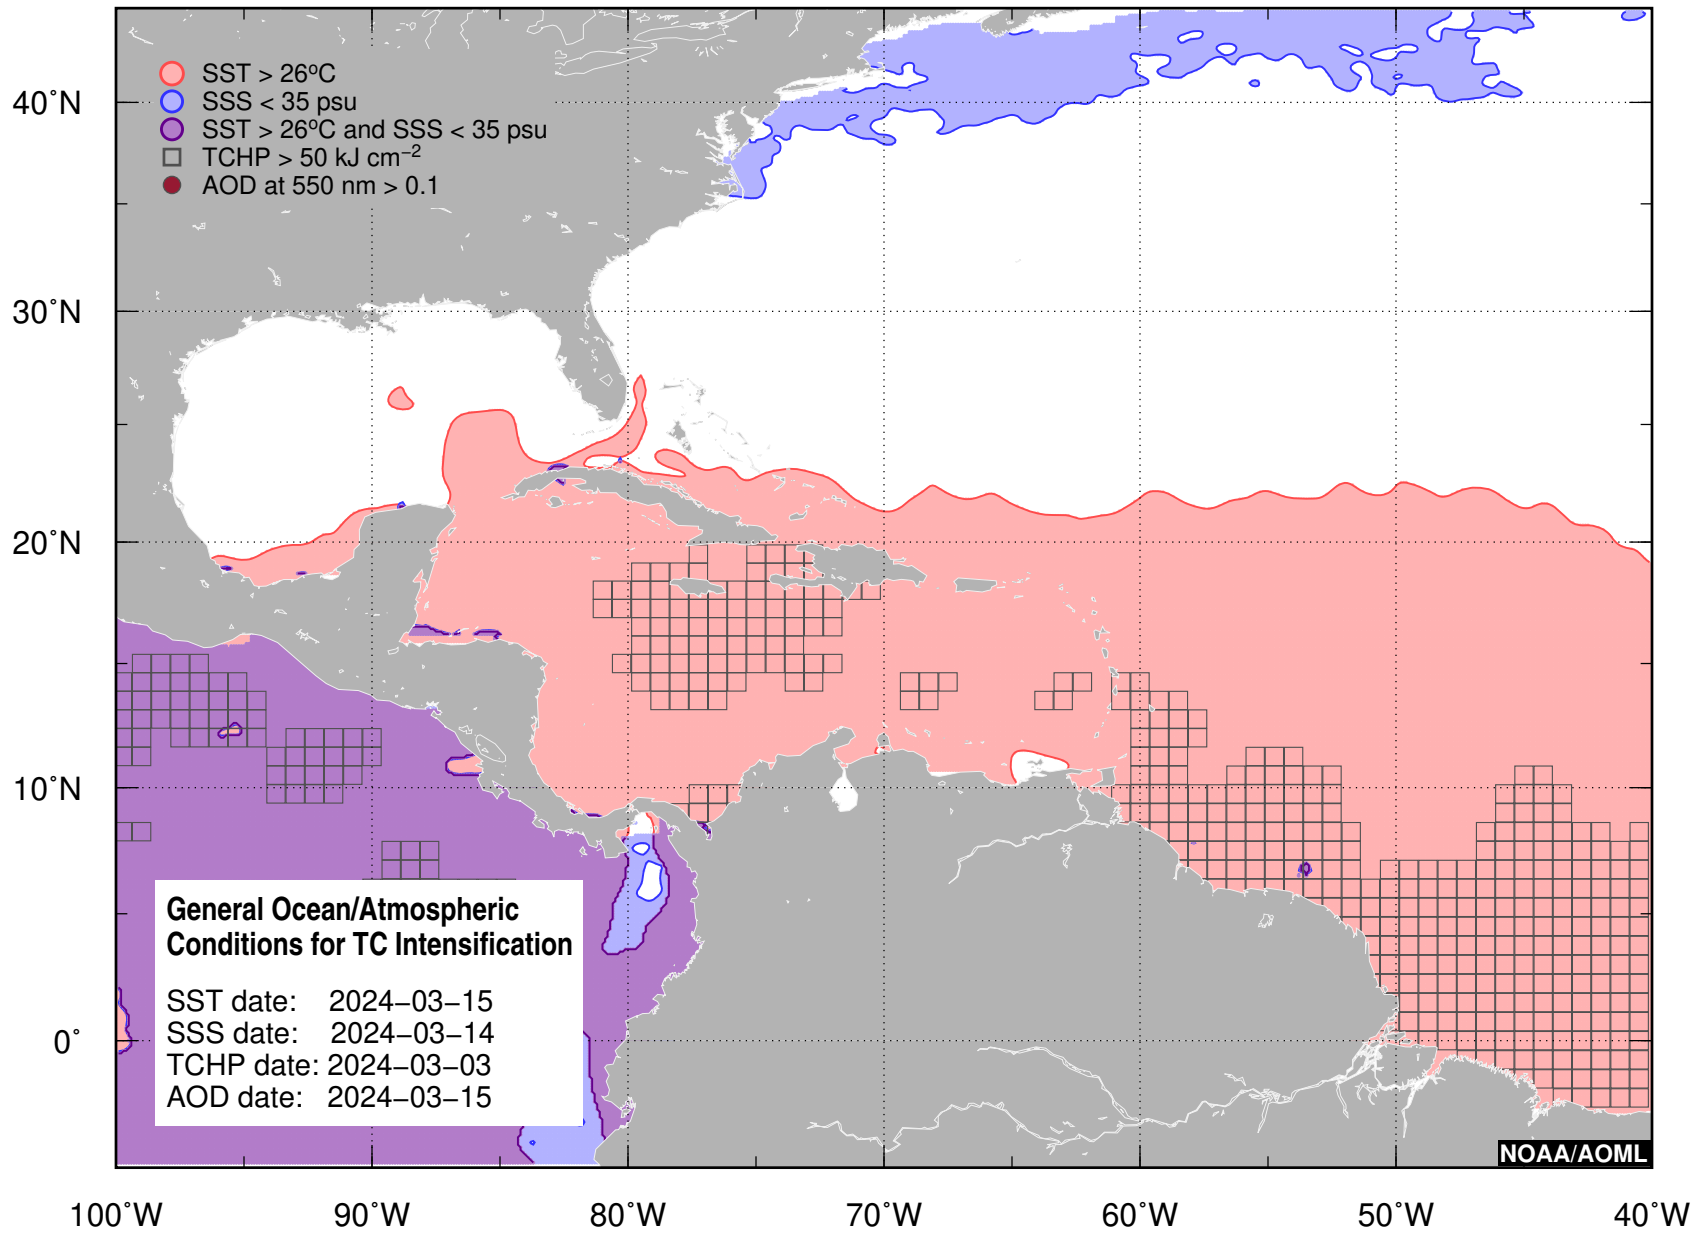 SST > 26°C
SSS < 35 psu
SST > 26°C and SSS < 35 psu
TCHP > 50 kJ cm⁻²
AOD at 550 nm > 0.1
40°N
30°N
20°N
10°N
0°
General Ocean/Atmospheric
Conditions for TC Intensification
SST date: 2024-03-15
SSS date: 2024-03-14
TCHP date: 2024-03-03
AOD date: 2024-03-15
NOAA/AOML
100°W 90°W 80°W 70°W 60°W 50°W 40°W